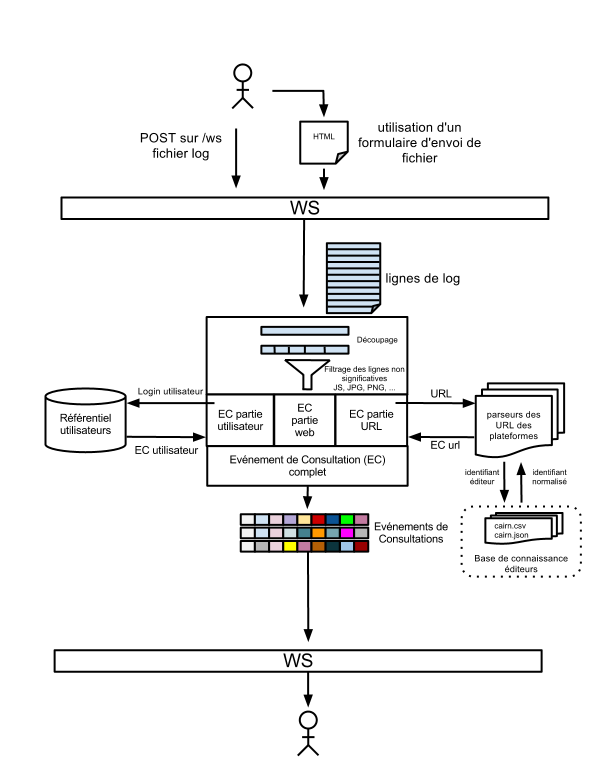 POST sur /ws
fichier log
HTML
utilisation d'un
formulaire d'envoi de
fichier
WS
lignes de log
Découpage
Filtrage des lignes non
significatives
JS, JPG, PNG, ...
Login utilisateur
URL
Référentiel
utilisateurs
EC partie
utilisateur
EC
partie
web
EC partie
URL
parseurs des
URL des
plateformes
EC utilisateur
EC url
Evénement de Consultation (EC)
complet
identifiant
éditeur
identifiant
normalisé
Evénements de
Consultations
cairn.csv
cairn.json
Base de connaissance
éditeurs
WS